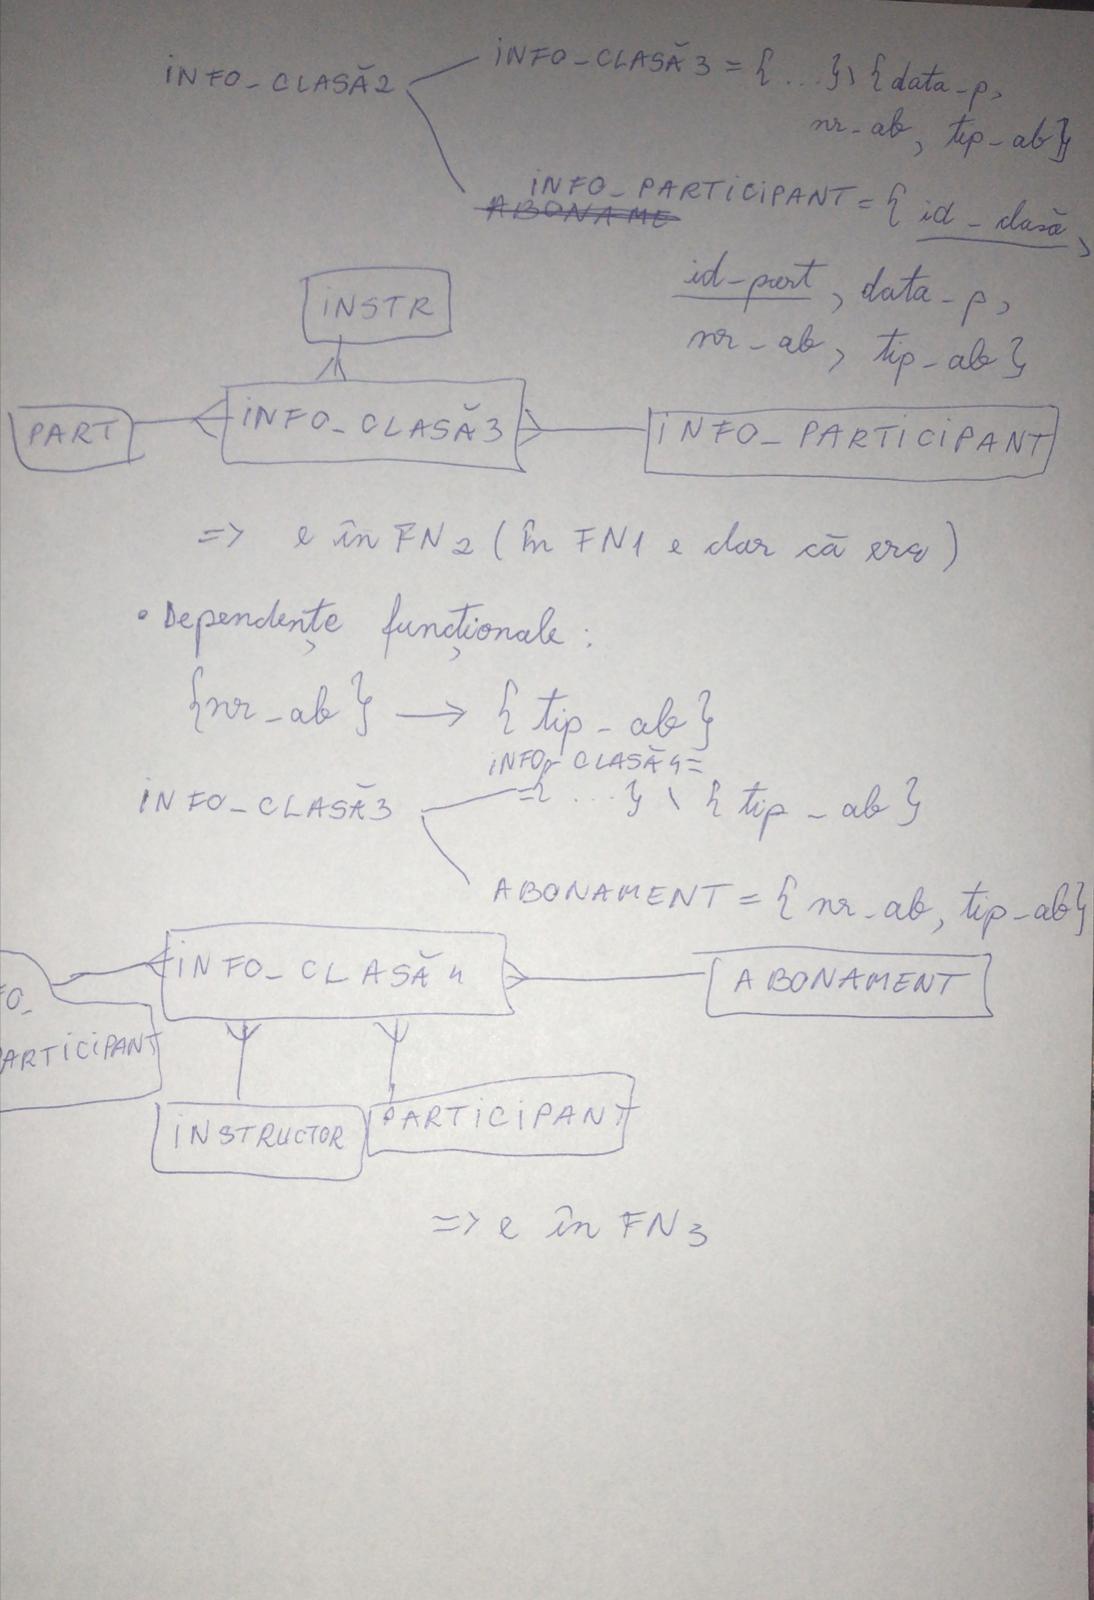 INFO_CLASĂ2
INFO_CLASĂ3 = { ... } \ { data_p,
nr_ab, tip_ab}
INFO_PARTICIPANT = { id_clasă,
id_part, data_p,
nr_ab, tip_ab }
INSTR
PART
INFO_CLASĂ3
INFO_PARTICIPANT
=> e în FN2 ( în FN1 e clar că era )
• Dependențe funcționale :
{nr_ab } → { tip_ab }
INFO_CLASĂ4 =
INFO_CLASĂ3
={ ... } \ { tip_ab }
ABONAMENT = { nr_ab, tip_ab}
INFO_CLASĂ4
ABONAMENT
FO_
ARTICIPANT
INSTRUCTOR
PARTICIPANT
=> e în FN3